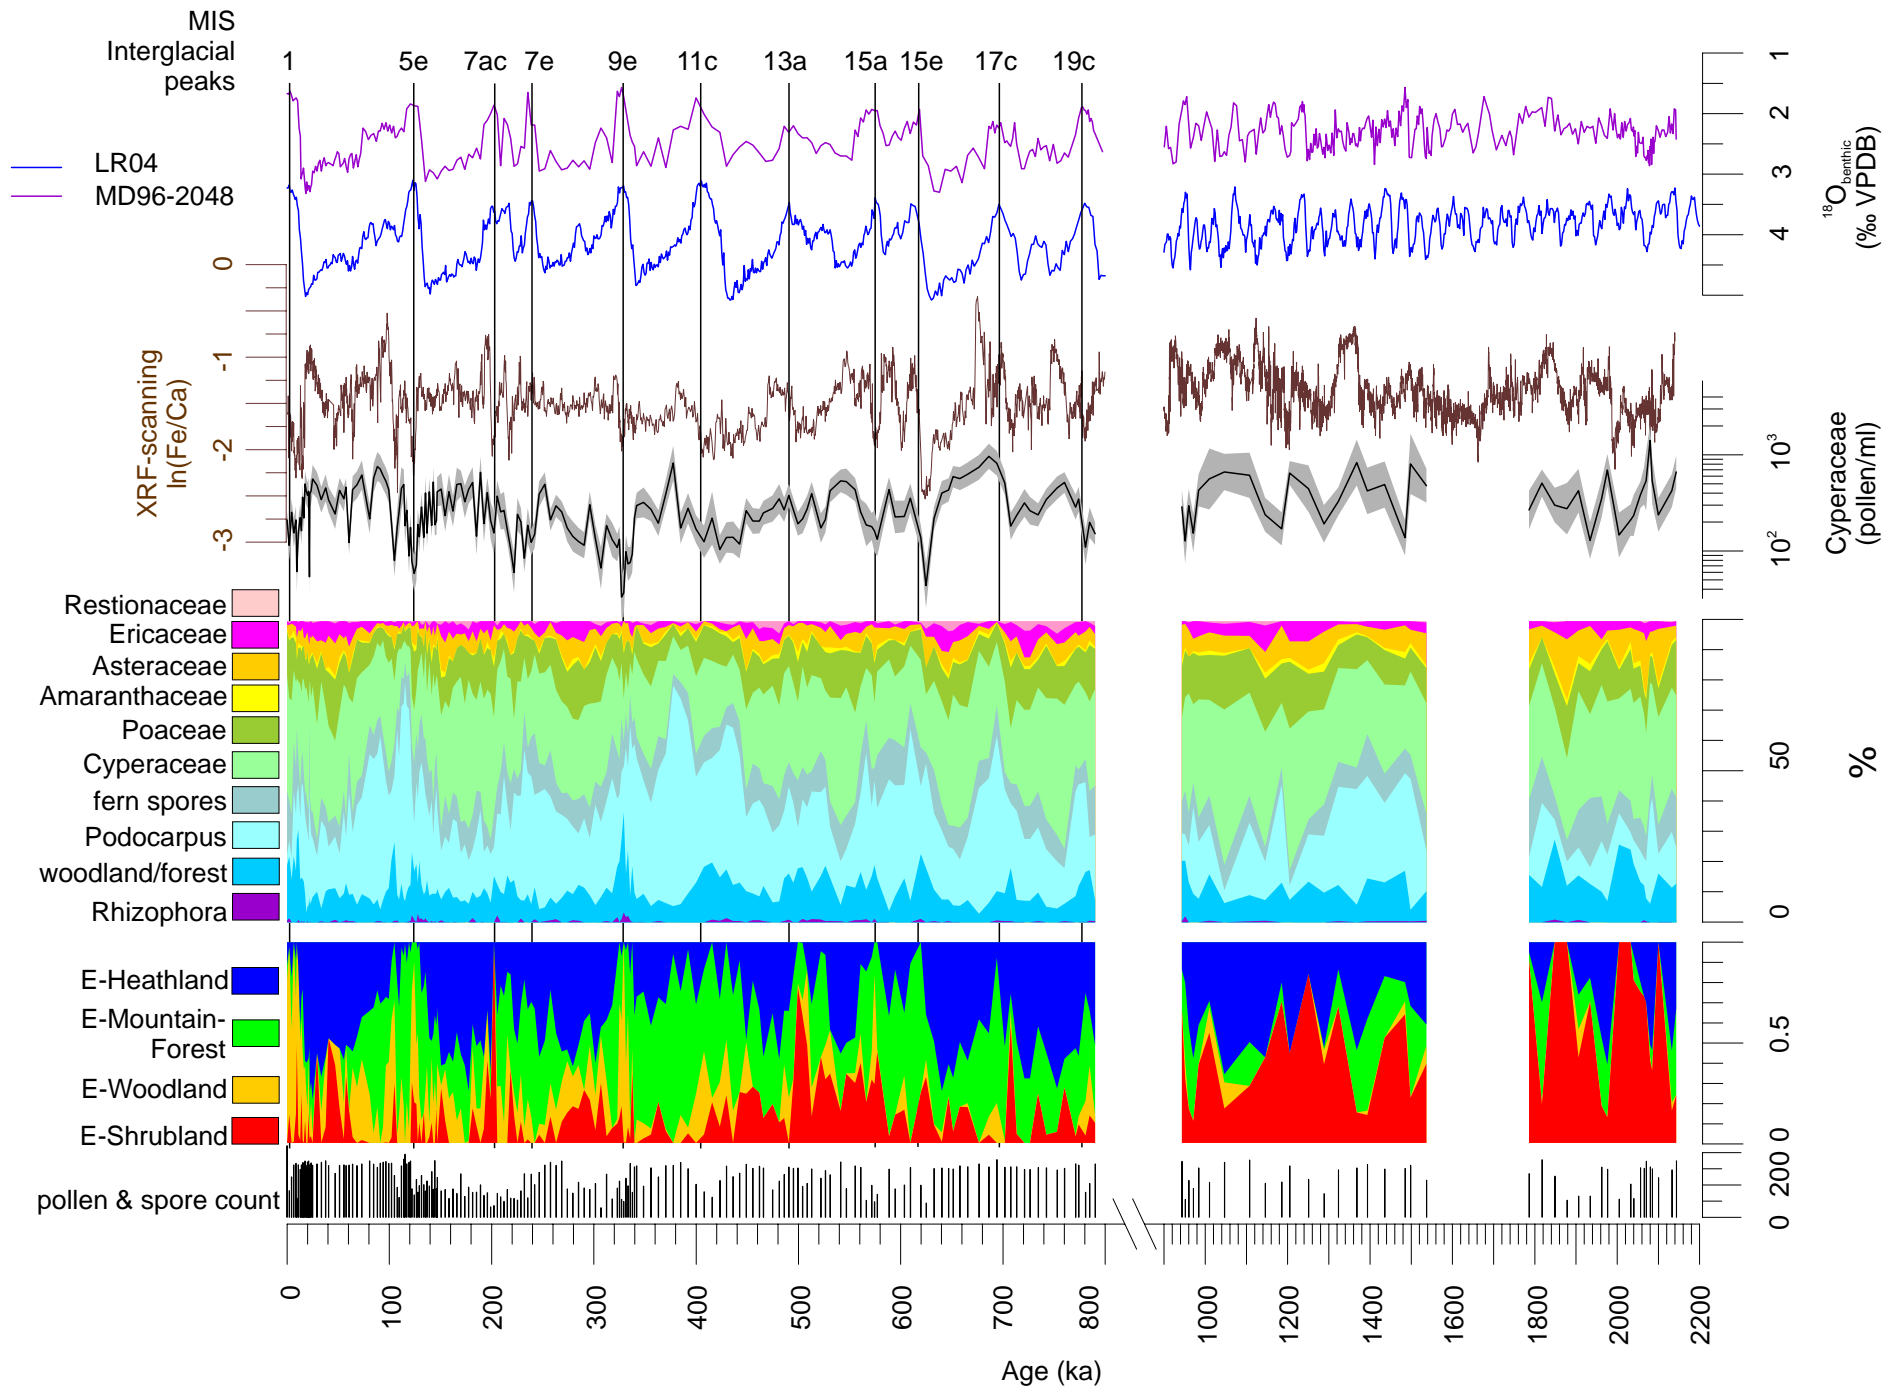 MIS
Interglacial
peaks
1 5e 7ac 7e 9e 11c 13a 15a 15e 17c 19c
LR04
MD96-2048
1
2
3
4
18O benthic
(‰ VPDB)
0
-1
-2
-3
XRF-scanning
ln(Fe/Ca)
10³
10²
Cyperaceae
(pollen/ml)
Restionaceae
Ericaceae
Asteraceae
Amaranthaceae
Poaceae
Cyperaceae
fern spores
Podocarpus
woodland/forest
Rhizophora
50
0
%
E-Heathland
E-Mountain-
Forest
E-Woodland
E-Shrubland
0.5
0
pollen & spore count
200
0
0 100 200 300 400 500 600 700 800 1000 1200 1400 1600 1800 2000 2200
Age (ka)